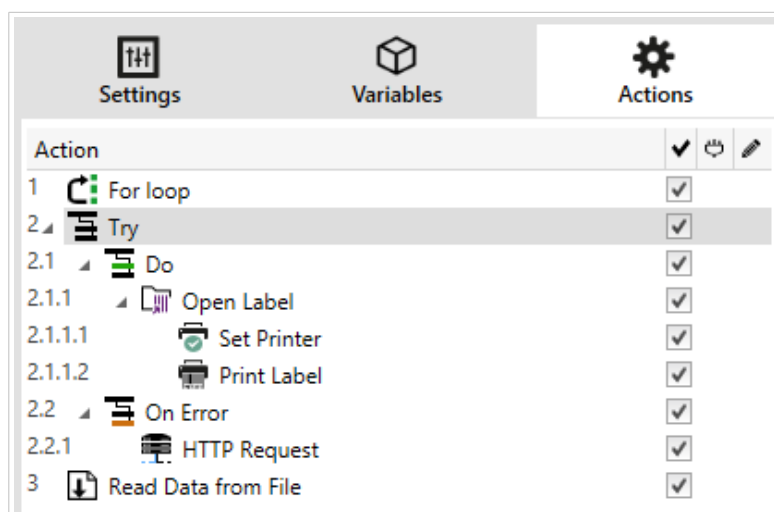 Settings Variables Actions
Action
1 For loop
2 Try
2.1 Do
2.1.1 Open Label
2.1.1.1 Set Printer
2.1.1.2 Print Label
2.2 On Error
2.2.1 HTTP Request
3 Read Data from File